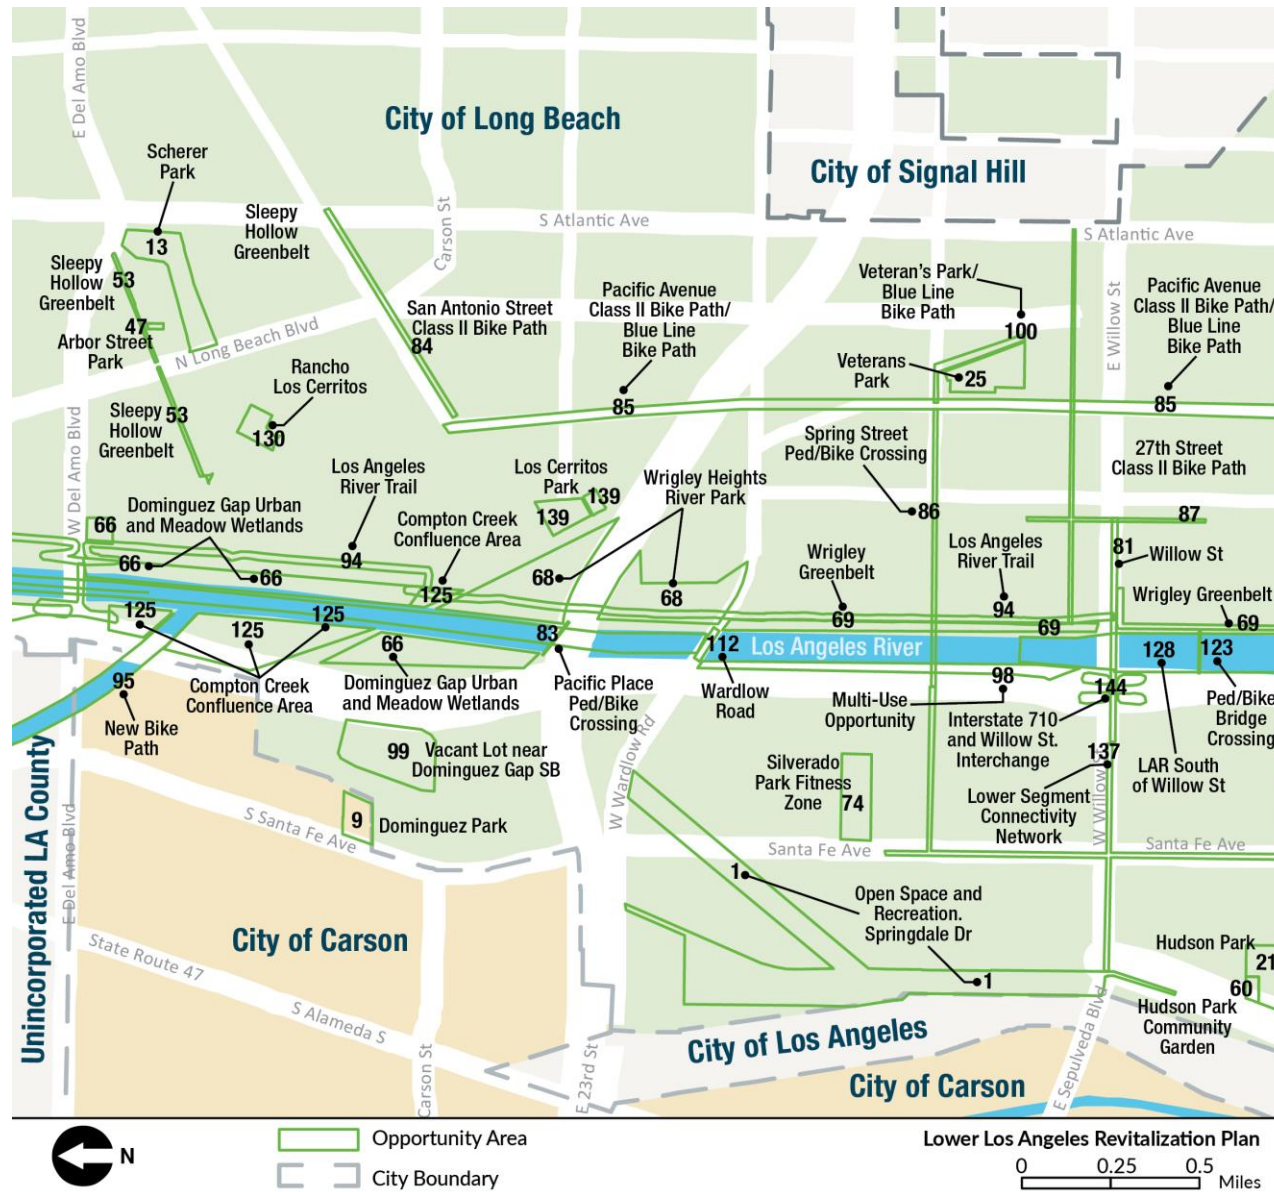 E Del Amo Blvd
City of Long Beach
City of Signal Hill
Scherer
Park
13
Sleepy
Hollow
Greenbelt
Carson St
S Atlantic Ave
S Atlantic Ave
Sleepy
Hollow
Greenbelt
53
47
Arbor Street
Park
N Long Beach Blvd
San Antonio Street
Class II Bike Path
84
Pacific Avenue
Class II Bike Path/
Blue Line
Bike Path
85
Veteran's Park/
Blue Line
Bike Path
100
Veterans
Park
25
E Willow St
Pacific Avenue
Class II Bike Path/
Blue Line
Bike Path
85
Rancho
Los Cerritos
130
Sleepy
Hollow
Greenbelt
53
W Del Amo Blvd
Spring Street
Ped/Bike Crossing
86
27th Street
Class II Bike Path
87
Los Angeles
River Trail
94
Los Cerritos
Park
139
139
Wrigley Heights
River Park
68
68
Dominguez Gap Urban
and Meadow Wetlands
66
66
66
Compton Creek
Confluence Area
125
Wrigley
Greenbelt
69
Los Angeles
River Trail
94
81
Willow St
Wrigley Greenbelt
69
69
125
125
125
Compton Creek
Confluence Area
66
Dominguez Gap Urban
and Meadow Wetlands
83
Pacific Place
Ped/Bike
Crossing
112
Wardlow
Road
Los Angeles River
128
LAR South
of Willow St
123
Ped/Bike
Bridge
Crossing
95
New Bike
Path
98
Multi-Use
Opportunity
144
Interstate 710
and Willow St.
Interchange
137
Lower Segment
Connectivity
Network
W Willow
99
Vacant Lot near
Dominguez Gap SB
W Wardlow Rd
Silverado
Park Fitness
Zone
74
9
Dominguez Park
S Santa Fe Ave
Santa Fe Ave
Santa Fe Ave
Unincorporated LA County
E Del Amo Blvd
1
Open Space and
Recreation.
Springdale Dr
1
City of Carson
State Route 47
S Alameda S
Hudson Park
21
60
Hudson Park
Community
Garden
City of Los Angeles
City of Carson
Carson St
E 23rd St
E Sepulveda Blvd
N
Opportunity Area
City Boundary
Lower Los Angeles Revitalization Plan
0 0.25 0.5
Miles